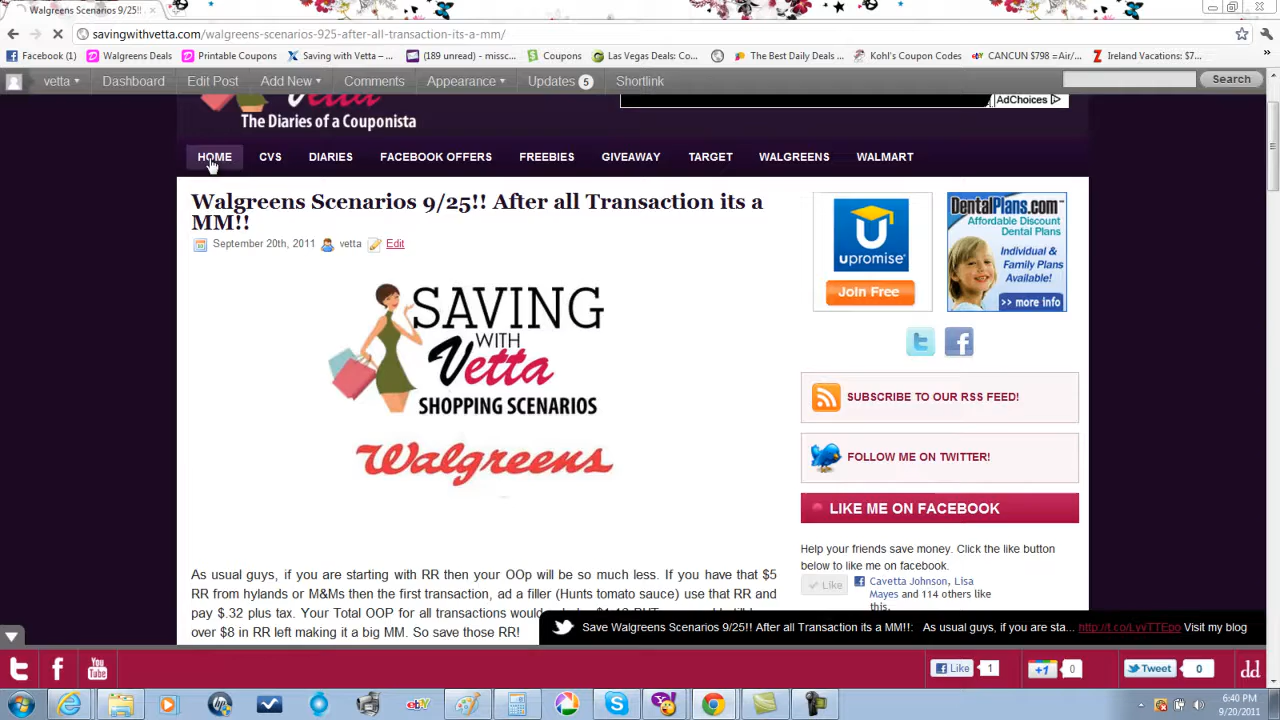 Walgreens Scenarios 9/25!! ...
savingwithvetta.com/walgreens-scenarios-925-after-all-transaction-its-a-mm/
Facebook (1) Walgreens Deals Printable Coupons Saving with Vetta – ... (189 unread) - missc... Coupons Las Vegas Deals: Co... The Best Daily Deals ... Kohl's Coupon Codes CANCUN $798 =Air/... Ireland Vacations: $7...
vetta Dashboard Edit Post Add New Comments Appearance Updates 5 Shortlink Search
Vetta
The Diaries of a Couponista
AdChoices
HOME CVS DIARIES FACEBOOK OFFERS FREEBIES GIVEAWAY TARGET WALGREENS WALMART
Walgreens Scenarios 9/25!! After all Transaction its a
MM!!
September 20th, 2011 vetta Edit
SAVING
WITH
Vetta
SHOPPING SCENARIOS
Walgreens
As usual guys, if you are starting with RR then your OOp will be so much less. If you have that $5
RR from hylands or M&Ms then the first transaction, ad a filler (Hunts tomato sauce) use that RR and
pay $.32 plus tax. Your Total OOP for all transactions would
over $8 in RR left making it a big MM. So save those RR!
U
upromise
Join Free
DentalPlans.com
Affordable Discount
Dental Plans
Individual &
Family Plans
Available!
>> more info
SUBSCRIBE TO OUR RSS FEED!
FOLLOW ME ON TWITTER!
LIKE ME ON FACEBOOK
Help your friends save money. Click the like button
below to like me on facebook.
Like Cavetta Johnson, Lisa
Mayes and 114 others like
this.
Save Walgreens Scenarios 9/25!! After all Transaction its a MM!!: As usual guys, if you are sta... http://t.co/LyvTTEpo Visit my blog
You Tube Like 1 +1 0 Tweet 0 dd
6:40 PM
9/20/2011